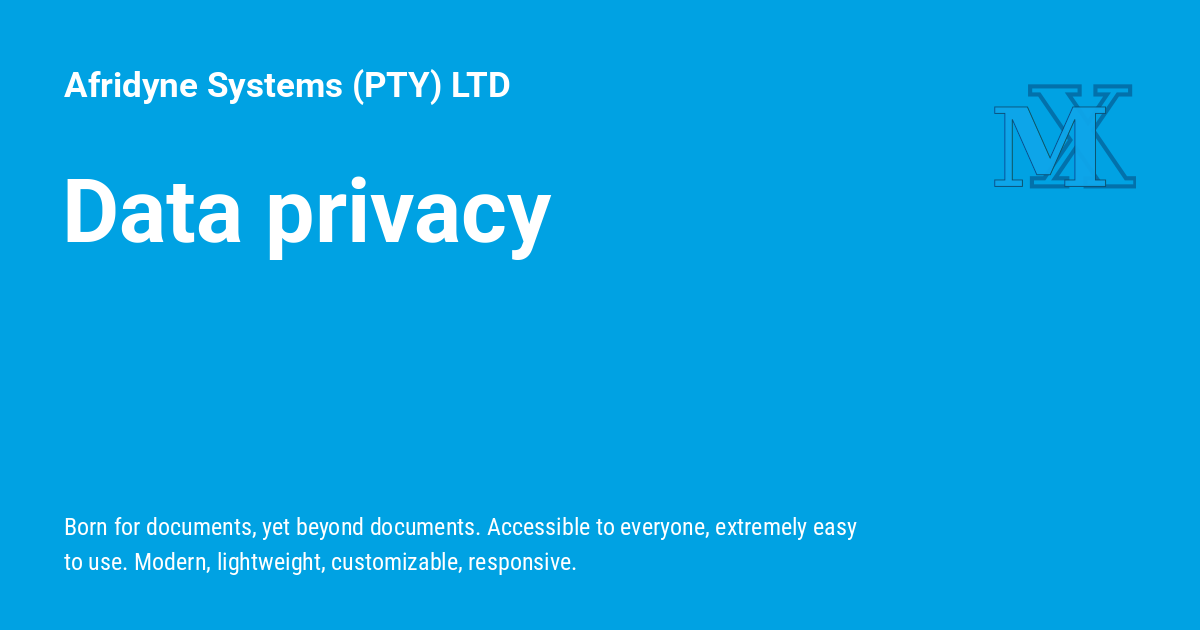 Afridyne Systems (PTY) LTD
MX
Data privacy
Born for documents, yet beyond documents. Accessible to everyone, extremely easy
to use. Modern, lightweight, customizable, responsive.